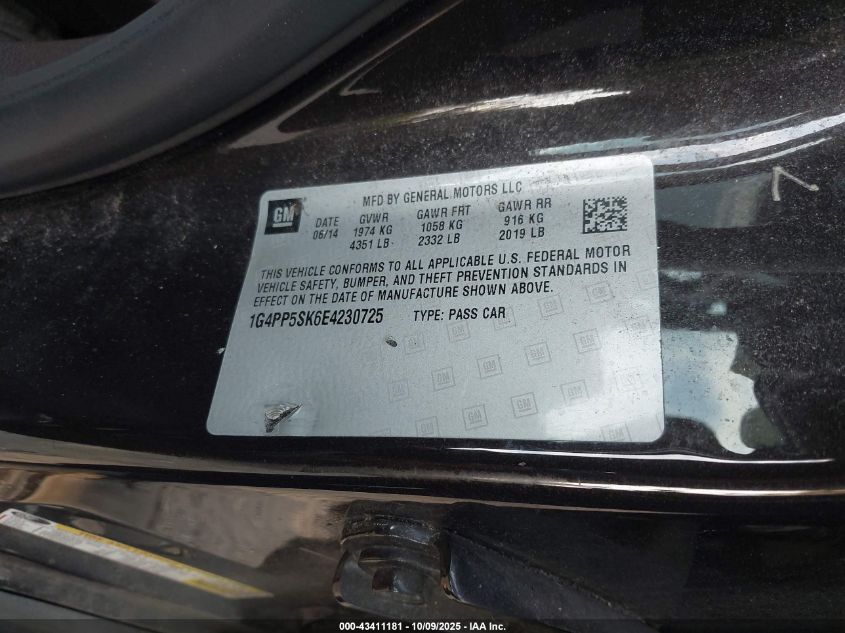 GM
MFD BY GENERAL MOTORS LLC
DATE GVWR GAWR FRT GAWR RR
06/14 1974 KG 1058 KG 916 KG
4351 LB 2332 LB 2019 LB
THIS VEHICLE CONFORMS TO ALL APPLICABLE U.S. FEDERAL MOTOR
VEHICLE SAFETY, BUMPER, AND THEFT PREVENTION STANDARDS IN
EFFECT ON THE DATE OF MANUFACTURE SHOWN ABOVE.
1G4PP5SK6E4230725 TYPE: PASS CAR
000-43411181 | 10/09/2025 | IAA Inc.